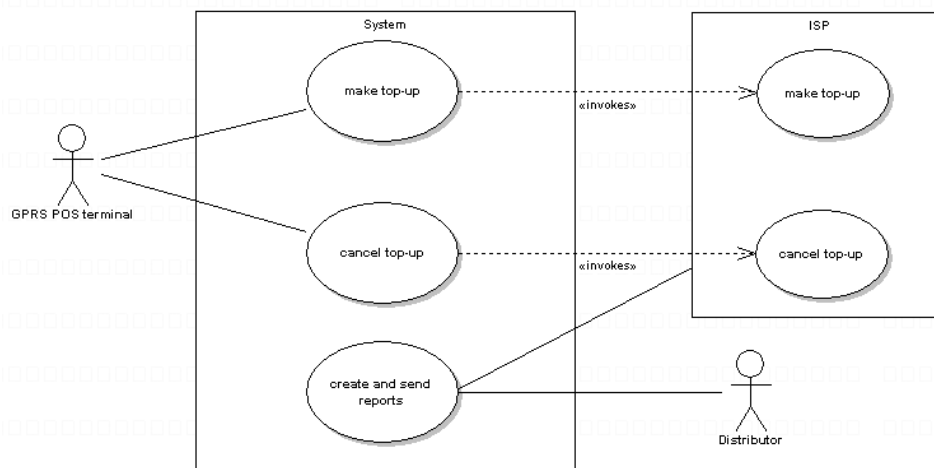 System
ISP
make top-up
make top-up
«invokes»
GPRS POS terminal
cancel top-up
cancel top-up
«invokes»
create and send
reports
Distributor